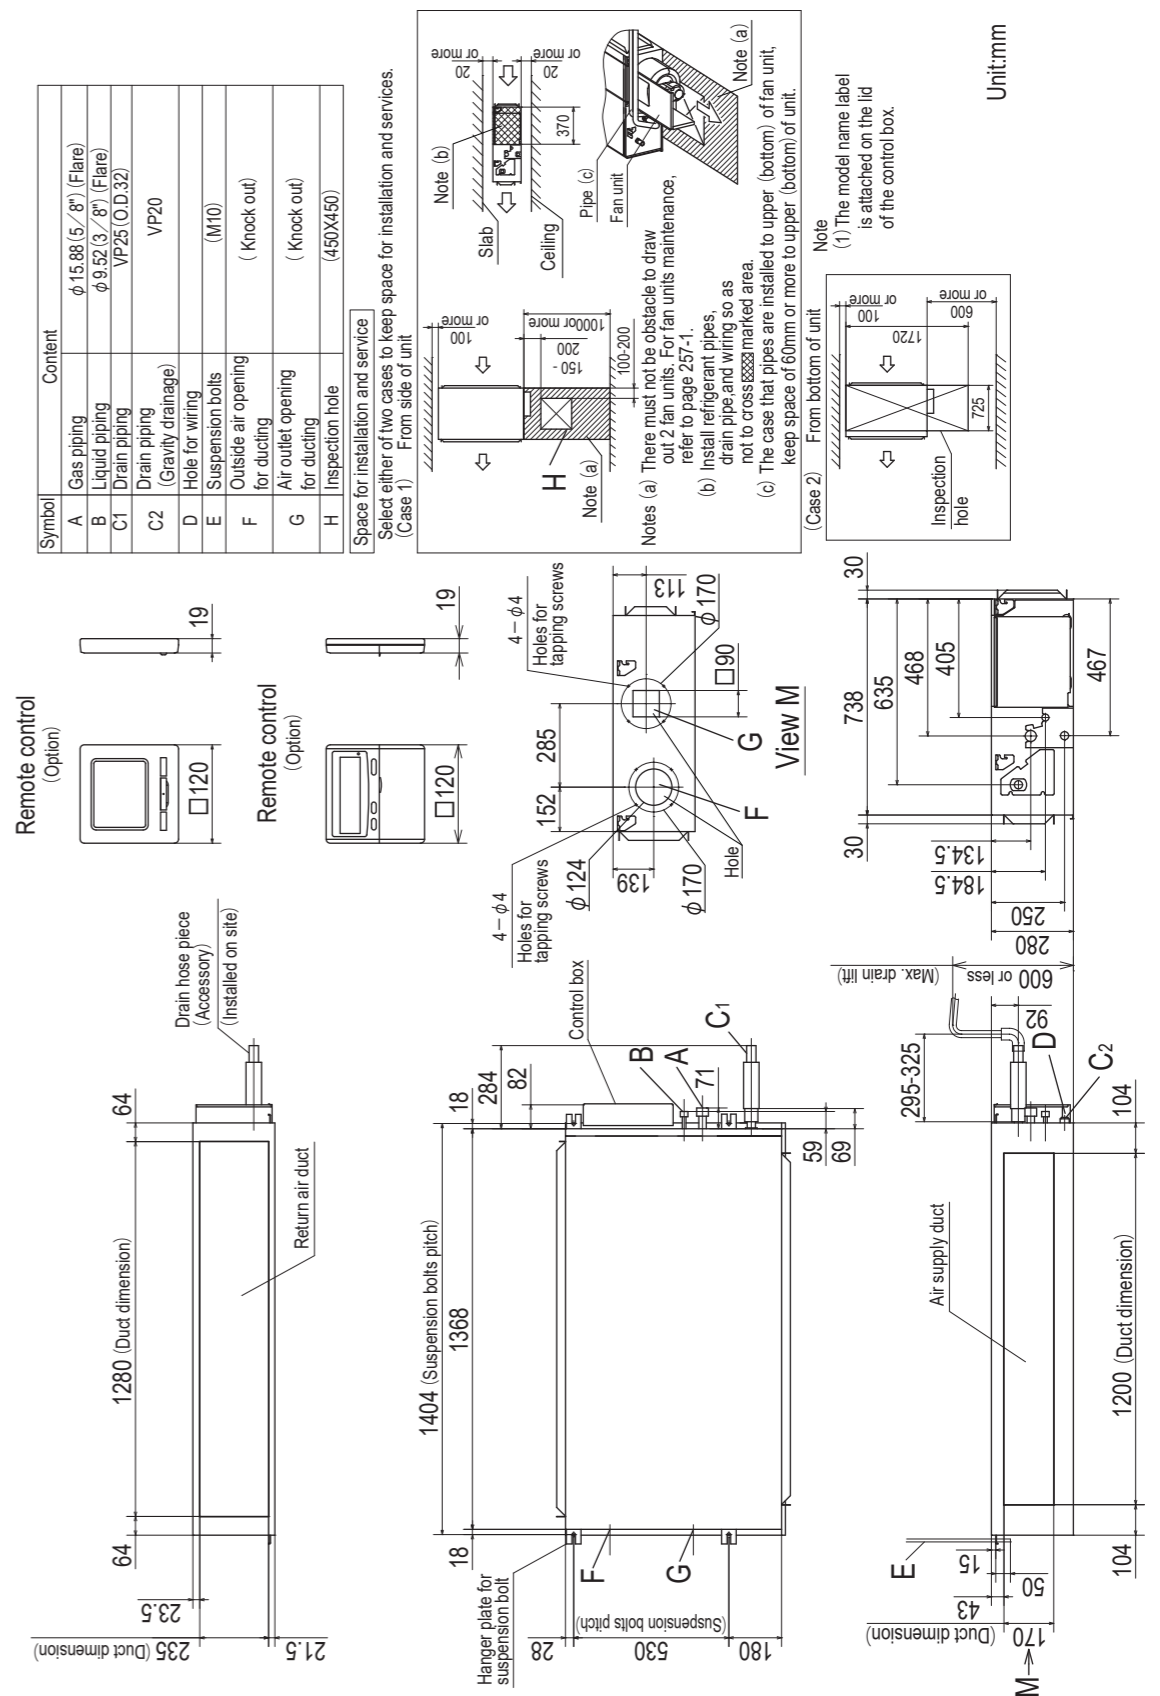 Symbol
Content
A
Gas piping
ϕ15.88(5／8")(Flare)
B
Liquid piping
ϕ9.52(3／8")(Flare)
C1
Drain piping
VP25(O.D.32)
C2
Drain piping
(Gravity drainage)
VP20
D
Hole for wiring
E
Suspension bolts
(M10)
F
Outside air opening
for ducting
( Knock out)
G
Air outlet opening
for ducting
( Knock out)
H
Inspection hole
(450X450)
Space for installation and service
Select either of two cases to keep space for installation and services.
(Case 1) From side of unit
100
or more
1000or more
150 -
200
100-200
H
Note (a)
Note (b)
Slab
Ceiling
20
or more
20
or more
370
Pipe (c)
Fan unit
Note (a)
Notes (a) There must not be obstacle to draw
out 2 fan units. For fan units maintenance,
refer to page 257-1.
(b) Install refrigerant pipes,
drain pipe,and wiring so as
not to cross marked area.
(c) The case that pipes are installed to upper (bottom) of fan unit,
keep space of 60mm or more to upper (bottom) of unit.
(Case 2) From bottom of unit
100
or more
1720
600
or more
725
Inspection
hole
Note
(1) The model name label
is attached on the lid
of the control box.
Unit:mm
Remote control
(Option)
□120
19
Remote control
(Option)
□120
19
4－ϕ4
Holes for
tapping screws
4－ϕ4
Holes for
tapping screws
152
285
113
139
ϕ124
ϕ170
ϕ170
□90
Hole
F
G
View M
30
738
30
635
468
405
467
134.5
184.5
250
280
Drain hose piece
(Accessory)
(Installed on site)
64
1280 (Duct dimension)
64
Return air duct
23.5
235 (Duct dimension)
21.5
1404 (Suspension bolts pitch)
1368
18
18
284
82
Control box
B
A
71
C1
59
69
Hanger plate for
suspension bolt
F
G
28
530
(Suspension bolts pitch)
180
600 or less
(Max. drain lift)
92
295-325
D
C2
104
1200 (Duct dimension)
104
Air supply duct
E
15
50
43
170
(Duct dimension)
M